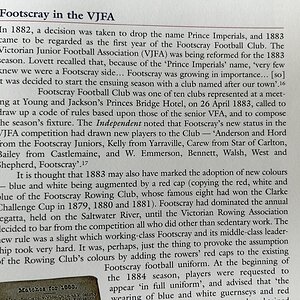 Footscray in the VJFA
In 1882, a decision was taken to drop the name Prince Imperials, and 1883
came to be regarded as the first year of the Footscray Football Club. The
Victorian Junior Football Association (VJFA) was being reformed for the 1883
season. Lovett recalled that, because of the 'Prince Imperials' name, 'very few
knew we were a side... Footscray was growing in importance... [so]
it was decided to start the ensuing season with a club named after our town'.
Footscray Football Club was one of ten clubs represented at a meet-
ing at Young and Jackson's Princes Bridge Hotel, on 26 April 1883, called to
draw up a code of rules based upon those of the senior VFA, and to compose
the season's fixture. The Independent noted that Footscray's new status in the
VJFA competition had drawn new players to the Club — 'Anderson and Hord
from the Footscray Juniors, Kelly from Yarraville, Carew from Star of Carlton,
Bailey from Castlemaine, and W. Emmerson, Bennett, Walsh, West and
Shepherd, Footscray'.
It is thought that 1883 may also have marked the adoption of new colours
— blue and white being augmented by a red cap (copying the red, white and
blue of the Footscray Rowing Club, whose famous eight had won the Clarke
Challenge Cup in 1879, 1880 and 1881). Footscray had dominated the annual
regatta, held on the Saltwater River, until the Victorian Rowing Association
decided to bar from the competition all who did other than sedentary work. The
new rule was a slight which working-class Footscray and its middle-class leader-
ship took very hard. It was, perhaps, just the thing to provoke the assumption
of the Rowing Club's colours by adding the rowers' red caps to the existing
Footscray football uniform. At the beginning of
the 1884 season, players were requested to
appear 'in full uniform', and advised that 'the
wearing of blue and white guernseys and red
Matches for 1883.